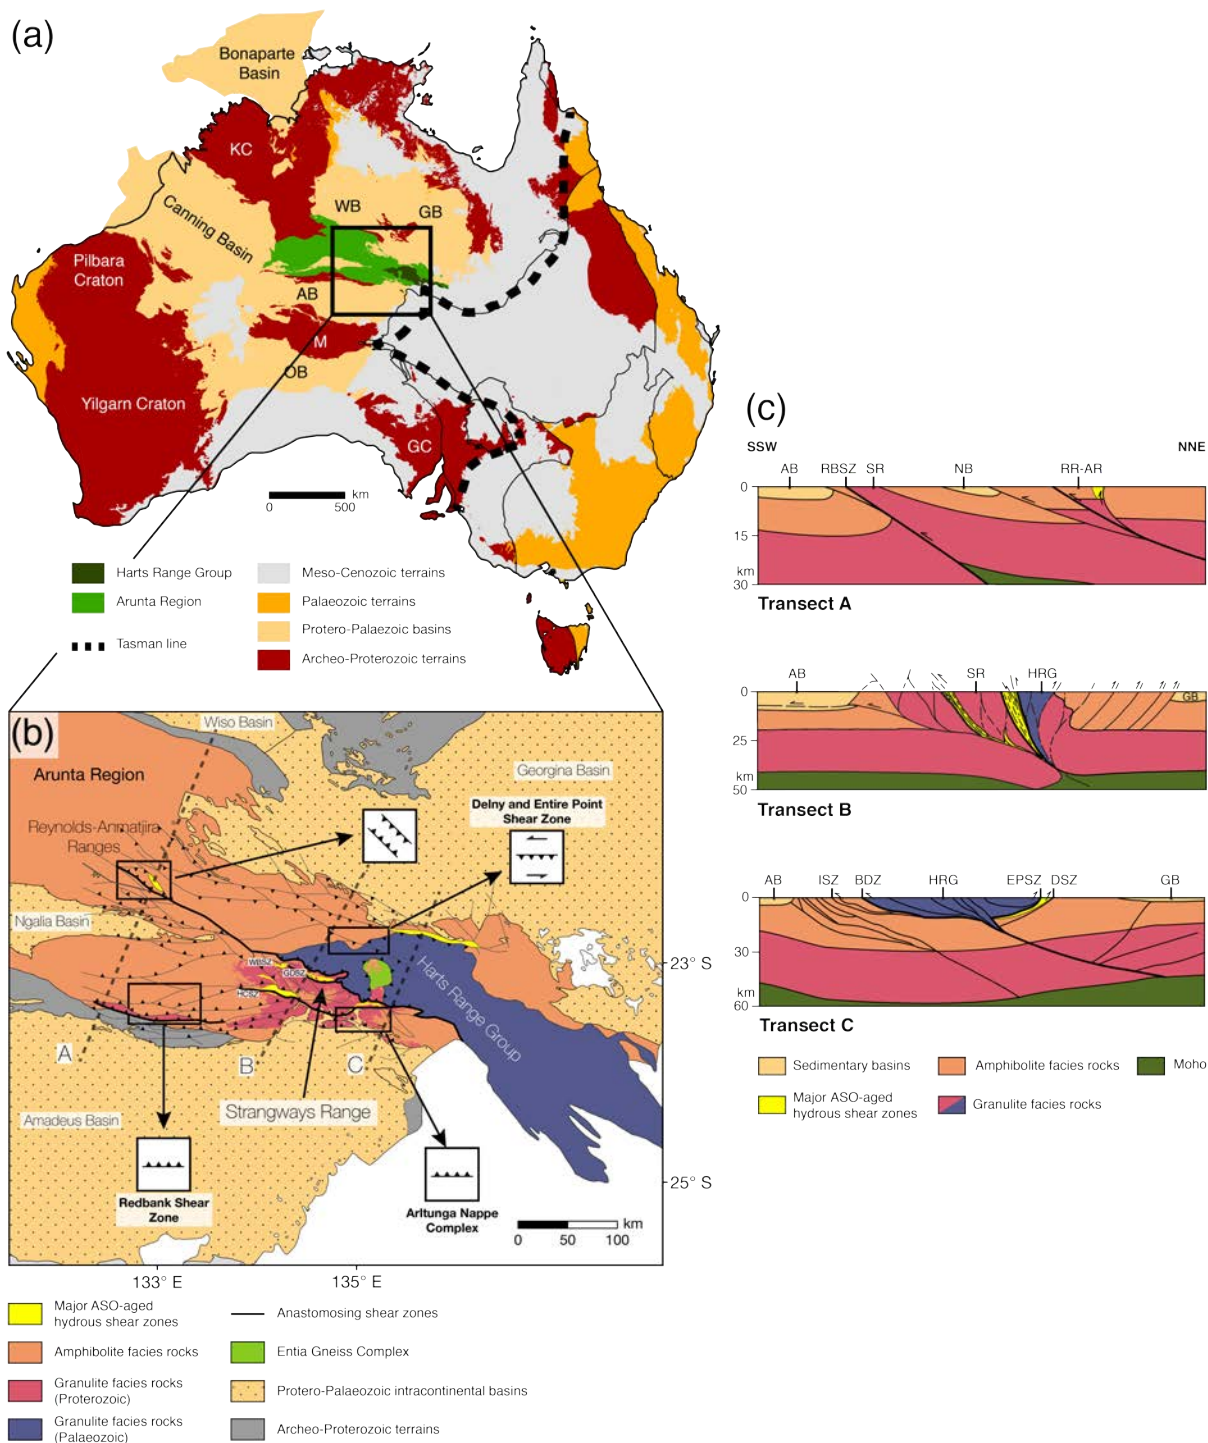 (a)
Bonaparte
Basin
KC
Canning Basin
WB
GB
Pilbara
Craton
AB
M
OB
Yilgarn Craton
GC
km
0 500
Harts Range Group
Arunta Region
Tasman line
Meso-Cenozoic terrains
Palaeozoic terrains
Protero-Palaezoic basins
Archeo-Proterozoic terrains
(b)
Wiso Basin
Arunta Region
Georgina Basin
Delny and Entire Point
Shear Zone
Reynolds-Anmatjira
Ranges
Ngalia Basin
WBSZ
GDSZ
HCSZ
23° S
Harts Range Group
A
B
C
Strangways Range
Amadeus Basin
Redbank Shear
Zone
Arltunga Nappe
Complex
25° S
km
0 50 100
133° E
135° E
Major ASO-aged
hydrous shear zones
Amphibolite facies rocks
Granulite facies rocks
(Proterozoic)
Granulite facies rocks
(Palaeozoic)
Anastomosing shear zones
Entia Gneiss Complex
Protero-Palaeozoic intracontinental basins
Archeo-Proterozoic terrains
(c)
SSW
NNE
AB RBSZ SR NB RR-AR
0
15
km
30
Transect A
AB SR HRG
0
GB
25
km
50
Transect B
AB ISZ BDZ HRG EPSZ DSZ GB
0
30
km
60
Transect C
Sedimentary basins
Amphibolite facies rocks
Moho
Major ASO-aged
hydrous shear zones
Granulite facies rocks